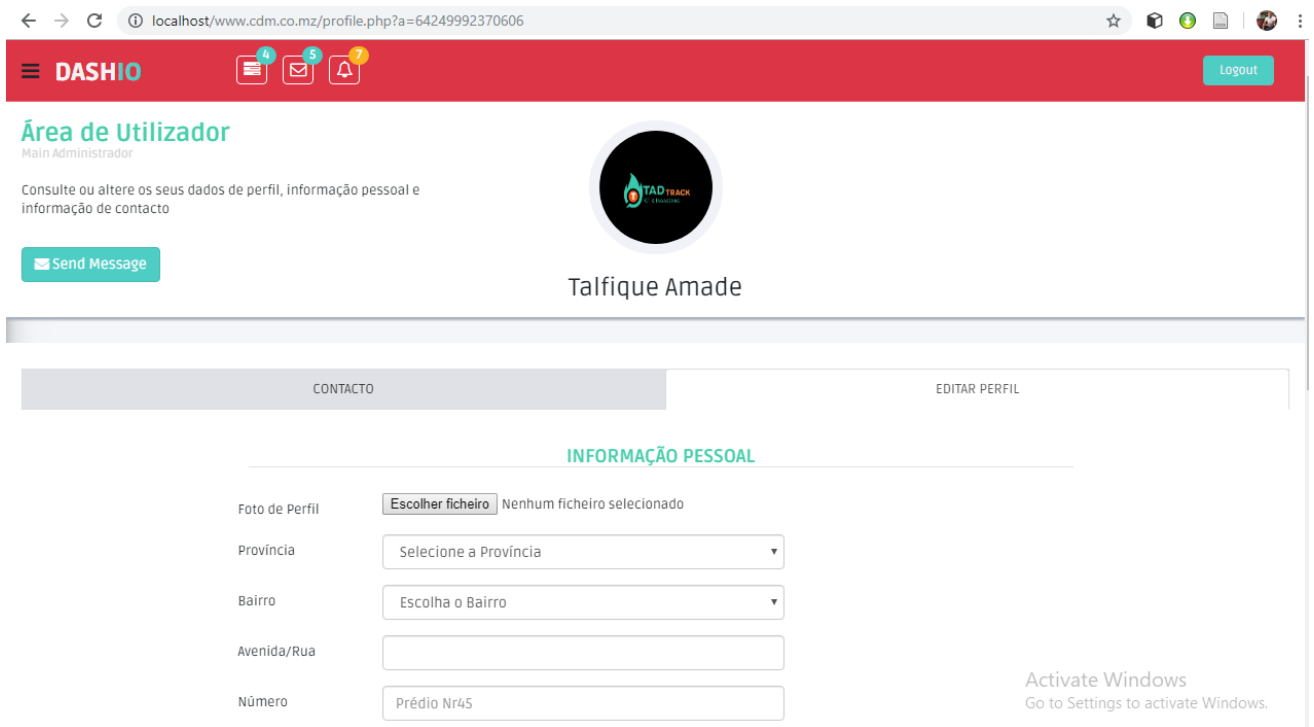 localhost/www.cdm.co.mz/profile.php?a=64249992370606
DASHIO
4
5
7
Logout
Área de Utilizador
Main Administrador
Consulte ou altere os seus dados de perfil, informação pessoal e
informação de contacto
Send Message
TAD TRACK
Talfique Amade
CONTACTO
EDITAR PERFIL
INFORMAÇÃO PESSOAL
Foto de Perfil
Escolher ficheiro Nenhum ficheiro selecionado
Província
Selecione a Província
Bairro
Escolha o Bairro
Avenida/Rua
Número
Prédio Nr45
Activate Windows
Go to Settings to activate Windows.